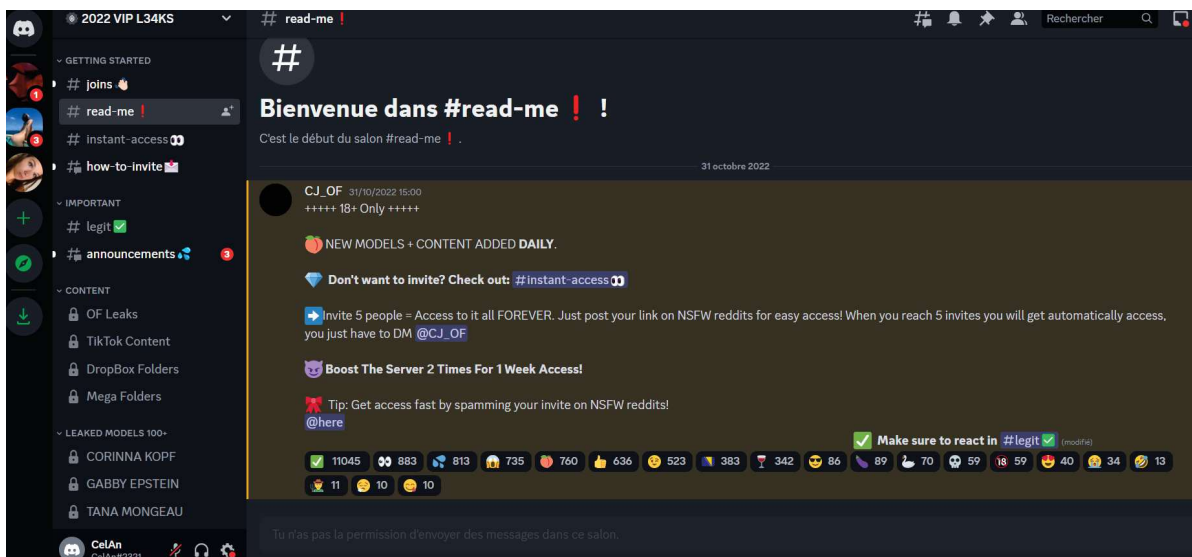 2022 VIP L34KS
# read-me❗
Rechercher
GETTING STARTED
# joins 👋🏻
# read-me❗
# instant-access👀
# how-to-invite📩
IMPORTANT
# legit✅
# announcements💦
3
CONTENT
OF Leaks
TikTok Content
DropBox Folders
Mega Folders
LEAKED MODELS 100+
CORINNA KOPF
GABBY EPSTEIN
TANA MONGEAU
CelAn
CelAn#2321
1
3
#
Bienvenue dans #read-me❗ !
C'est le début du salon #read-me❗ .
31 octobre 2022
CJ_OF 31/10/2022 15:00
+++++ 18+ Only +++++
🍑 NEW MODELS + CONTENT ADDED DAILY.
💎 Don't want to invite? Check out: #instant-access👀
➡️Invite 5 people = Access to it all FOREVER. Just post your link on NSFW reddits for easy access! When you reach 5 invites you will get automatically access,
you just have to DM @CJ_OF
😈Boost The Server 2 Times For 1 Week Access!
🎀 Tip: Get access fast by spamming your invite on NSFW reddits!
@here
✅ Make sure to react in #legit✅ (modifié)
11045 883 813 735 760 636 523 383 342 86 89 70 59 59 40 34 13
11 10 10
Tu n'as pas la permission d'envoyer des messages dans ce salon.